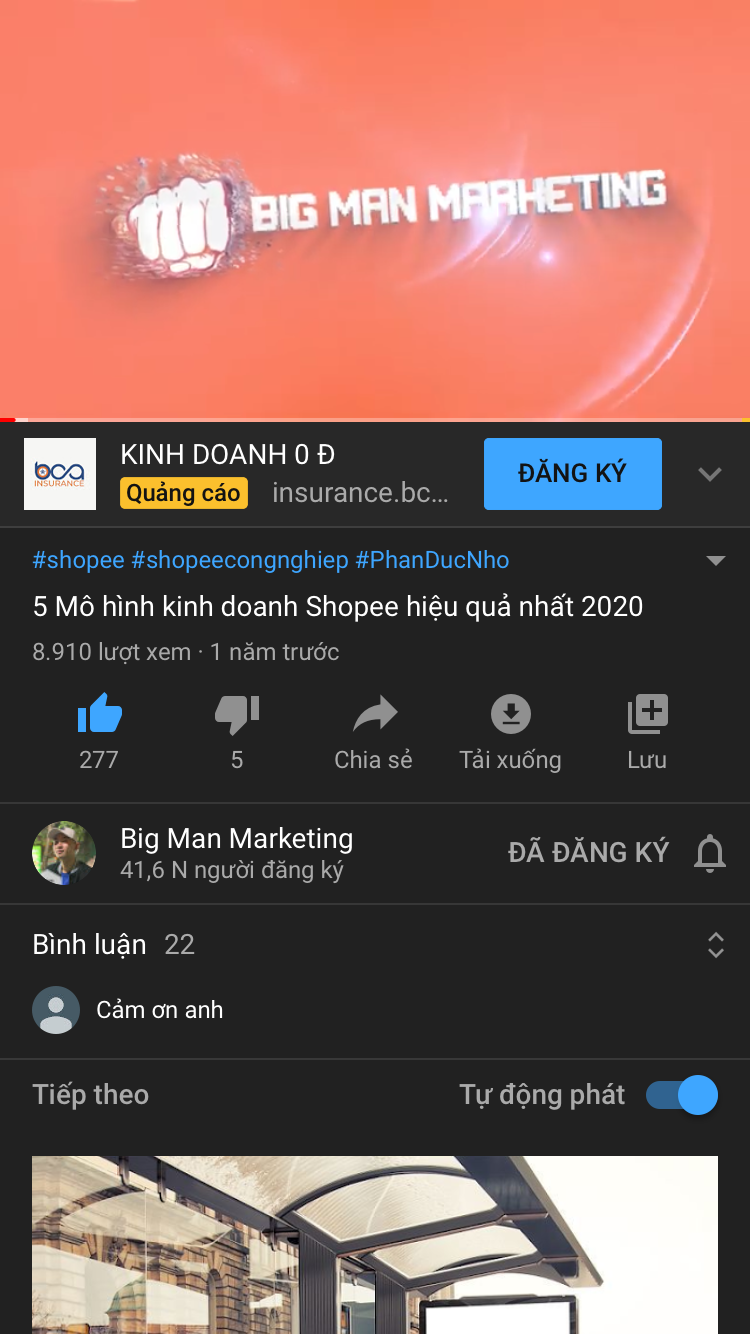 BIG MAN MARKETING
bca
INSURANCE
KINH DOANH 0 Đ
Quảng cáo insurance.bc...
ĐĂNG KÝ
#shopee #shopeecongnghiep #PhanDucNho
5 Mô hình kinh doanh Shopee hiệu quả nhất 2020
8.910 lượt xem · 1 năm trước
277 5 Chia sẻ Tải xuống Lưu
Big Man Marketing
41,6 N người đăng ký
ĐÃ ĐĂNG KÝ
Bình luận 22
Cảm ơn anh
Tiếp theo Tự động phát